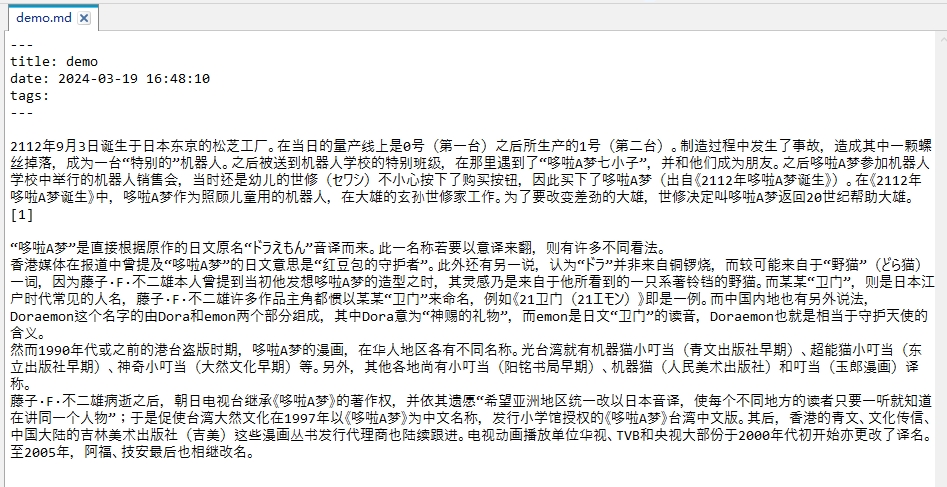 demo.md
---
title: demo
date: 2024-03-19 16:48:10
tags:
---
2112年9月3日诞生于日本东京的松芝工厂。在当日的量产线上是0号（第一台）之后所生产的1号（第二台）。制造过程中发生了事故，造成其中一颗螺
丝掉落，成为一台“特别的”机器人。之后被送到机器人学校的特别班级，在那里遇到了“哆啦A梦七小子”，并和他们成为朋友。之后哆啦A梦参加机器人
学校中举行的机器人销售会，当时还是幼儿的世修（セワシ）不小心按下了购买按钮，因此买下了哆啦A梦（出自《2112年哆啦A梦诞生》）。在《2112年
哆啦A梦诞生》中，哆啦A梦作为照顾儿童用的机器人，在大雄的玄孙世修家工作。为了要改变差劲的大雄，世修决定叫哆啦A梦返回20世纪帮助大雄。
[1]
“哆啦A梦”是直接根据原作的日文原名“ドラえもん”音译而来。此一名称若要以意译来翻，则有许多不同看法。
香港媒体在报道中曾提及“哆啦A梦”的日文意思是“红豆包的守护者”。此外还有另一说，认为“ドラ”并非来自铜锣烧，而较可能来自于“野猫”（どら猫）
一词，因为藤子·F·不二雄本人曾提到当初他发想哆啦A梦的造型之时，其灵感乃是来自于他所看到的一只系著铃铛的野猫。而某某“卫门”，则是日本江
户时代常见的人名，藤子·F·不二雄许多作品主角都惯以某某“卫门”来命名，例如《21卫门（21エモン）》即是一例。而中国内地也有另外说法，
Doraemon这个名字的由Dora和emon两个部分组成，其中Dora意为“神赐的礼物”，而emon是日文“卫门”的读音，Doraemon也就是相当于守护天使的
含义。
然而1990年代或之前的港台盗版时期，哆啦A梦的漫画，在华人地区各有不同名称。光台湾就有机器猫小叮当（青文出版社早期）、超能猫小叮当（东
立出版社早期）、神奇小叮当（大然文化早期）等。另外，其他各地尚有小叮当（阳铭书局早期）、机器猫（人民美术出版社）和叮当（玉郎漫画）译
称。
藤子·F·不二雄病逝之后，朝日电视台继承《哆啦A梦》的著作权，并依其遗愿“希望亚洲地区统一改以日本音译，使每个不同地方的读者只要一听就知道
在讲同一个人物”；于是促使台湾大然文化在1997年以《哆啦A梦》为中文名称，发行小学馆授权的《哆啦A梦》台湾中文版。其后，香港的青文、文化传信、
中国大陆的吉林美术出版社（吉美）这些漫画丛书发行代理商也陆续跟进。电视动画播放单位华视、TVB和央视大部份于2000年代初开始亦更改了译名。
至2005年，阿福、技安最后也相继改名。